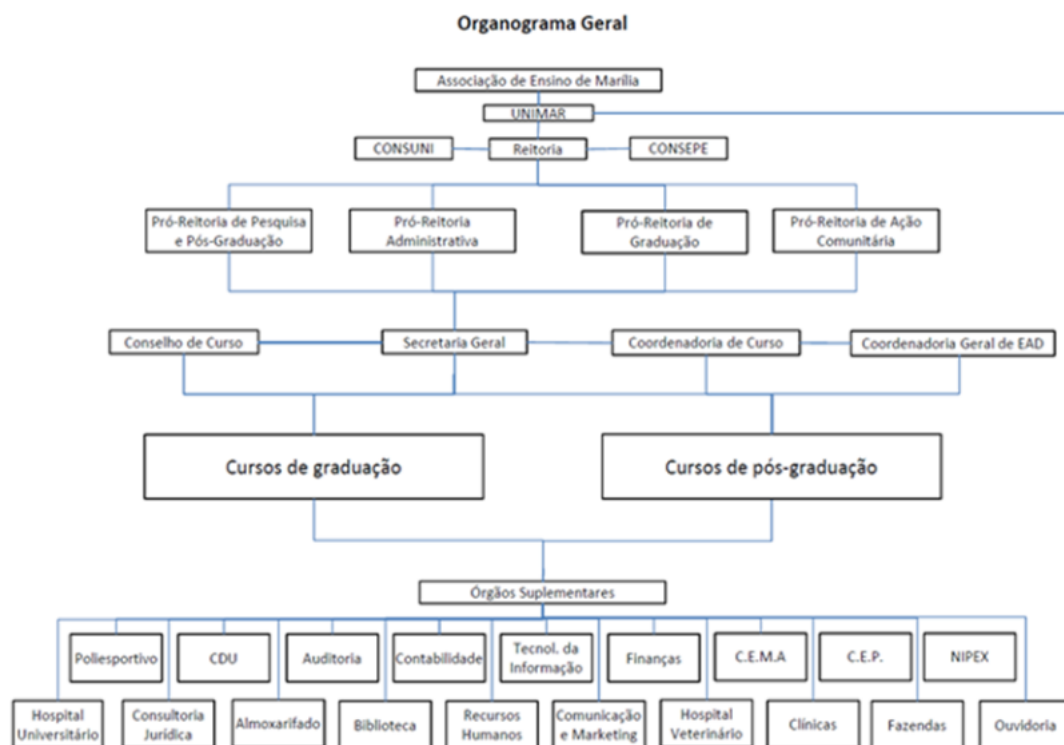 Organograma Geral
Associação de Ensino de Marília
UNIMAR
CONSUNI
Reitoria
CONSEPE
Pró-Reitoria de Pesquisa
e Pós-Graduação
Pró-Reitoria
Administrativa
Pró-Reitoria de
Graduação
Pró-Reitoria de Ação
Comunitária
Conselho de Curso
Secretaria Geral
Coordenadoria de Curso
Coordenadoria Geral de EAD
Cursos de graduação
Cursos de pós-graduação
Órgãos Suplementares
Poliesportivo
CDU
Auditoria
Contabilidade
Tecnol. da
Informação
Finanças
C.E.M.A
C.E.P.
NIPEX
Hospital
Universitário
Consultoria
Jurídica
Almoxarifado
Biblioteca
Recursos
Humanos
Comunicação
e Marketing
Hospital
Veterinário
Clínicas
Fazendas
Ouvidoria